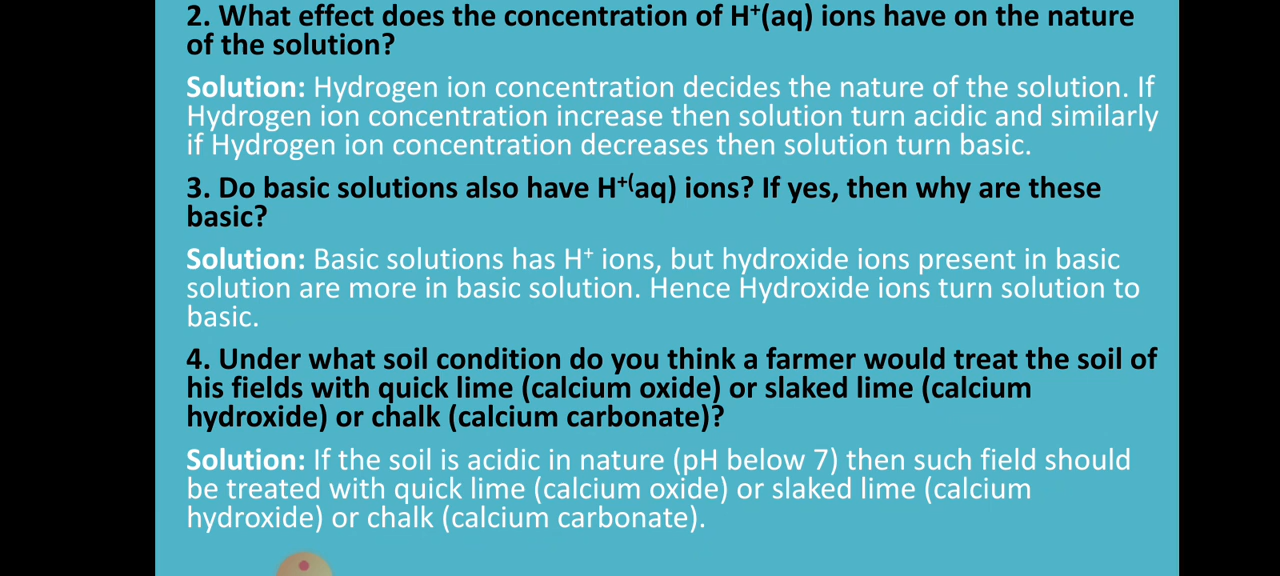 2. What effect does the concentration of H⁺(aq) ions have on the nature
of the solution?
Solution: Hydrogen ion concentration decides the nature of the solution. If
Hydrogen ion concentration increase then solution turn acidic and similarly
if Hydrogen ion concentration decreases then solution turn basic.
3. Do basic solutions also have H⁺⁽aq) ions? If yes, then why are these
basic?
Solution: Basic solutions has H⁺ ions, but hydroxide ions present in basic
solution are more in basic solution. Hence Hydroxide ions turn solution to
basic.
4. Under what soil condition do you think a farmer would treat the soil of
his fields with quick lime (calcium oxide) or slaked lime (calcium
hydroxide) or chalk (calcium carbonate)?
Solution: If the soil is acidic in nature (pH below 7) then such field should
be treated with quick lime (calcium oxide) or slaked lime (calcium
hydroxide) or chalk (calcium carbonate).